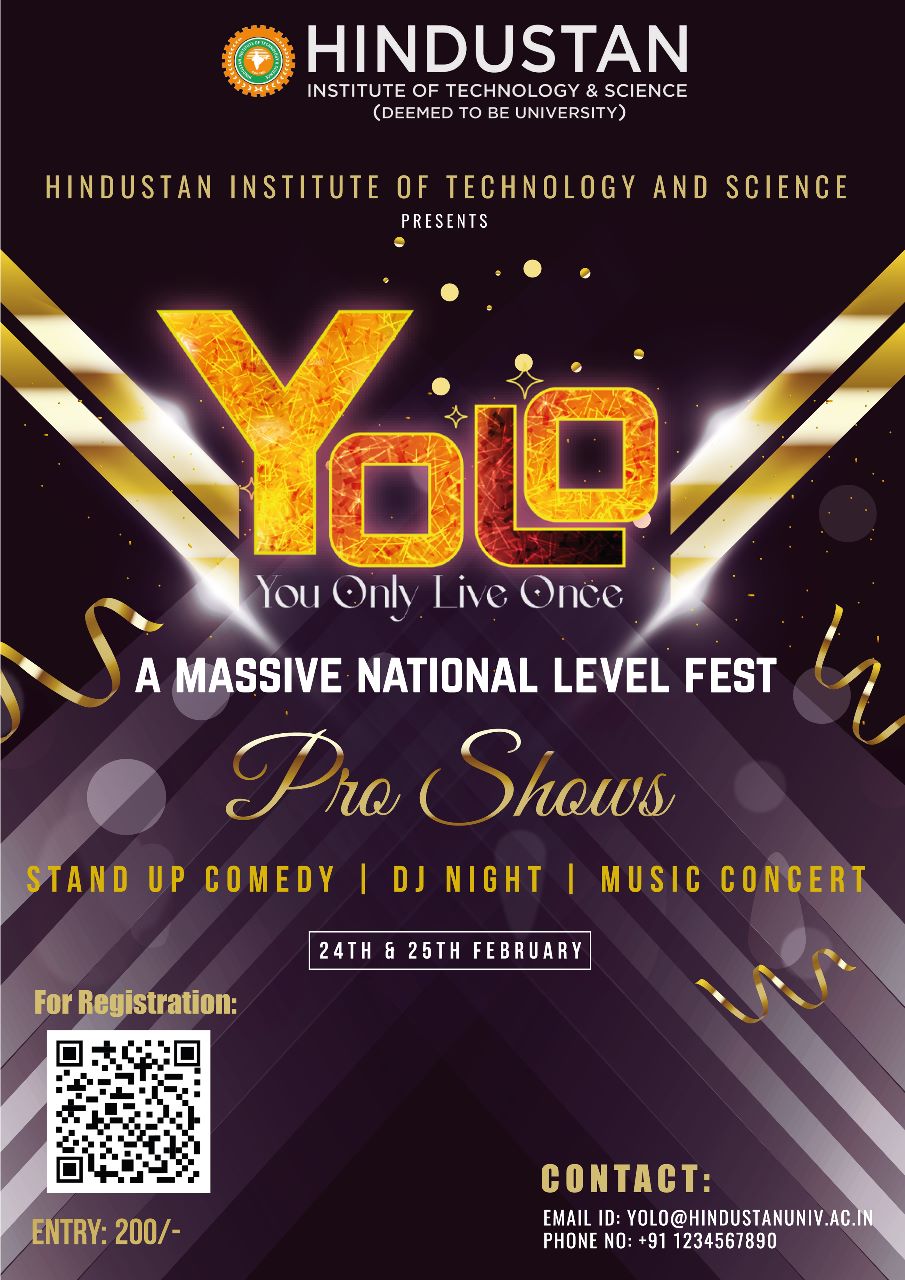 HINDUSTAN
INSTITUTE OF TECHNOLOGY & SCIENCE
(DEEMED TO BE UNIVERSITY)
HINDUSTAN INSTITUTE OF TECHNOLOGY AND SCIENCE
PRESENTS
YOLO
You Only Live Once
A MASSIVE NATIONAL LEVEL FEST
Pro Shows
STAND UP COMEDY | DJ NIGHT | MUSIC CONCERT
24TH & 25TH FEBRUARY
For Registration:
ENTRY: 200/-
CONTACT:
EMAIL ID: YOLO@HINDUSTANUNIV.AC.IN
PHONE NO: +91 1234567890